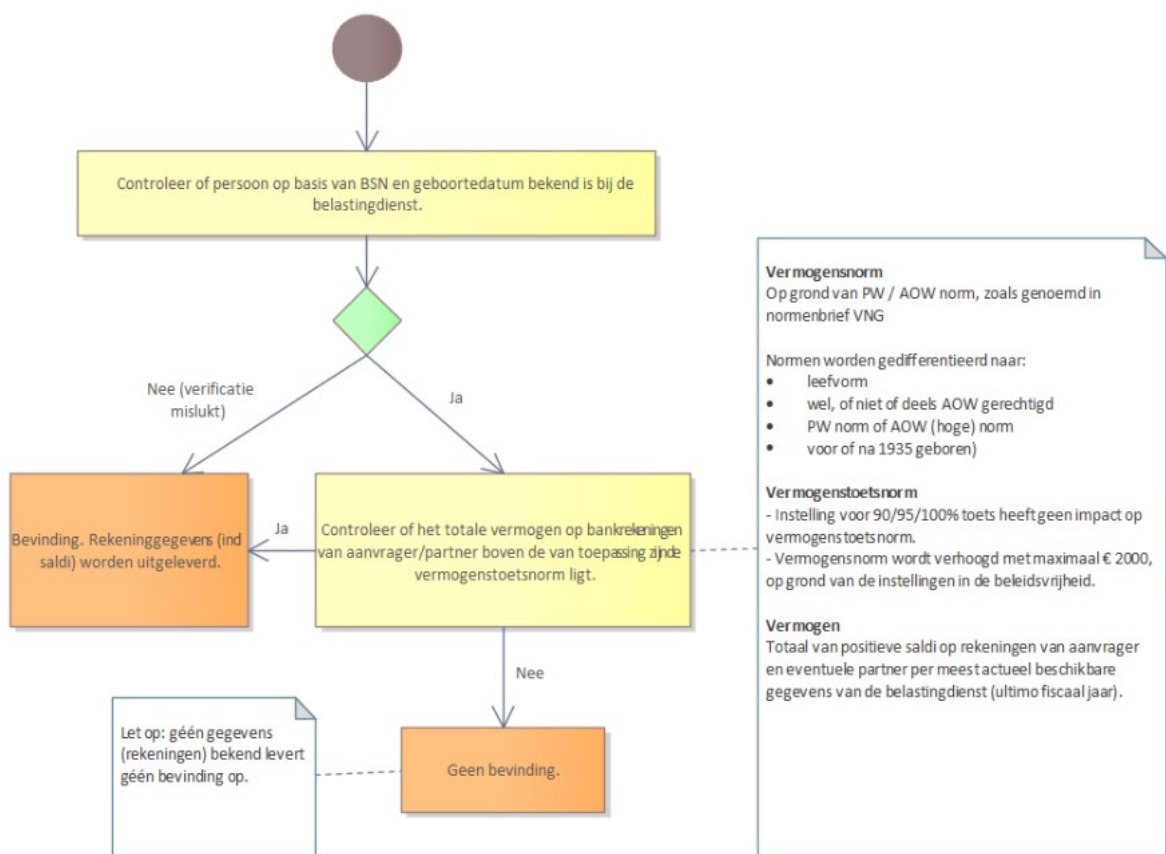 Controleer of persoon op basis van BSN en geboortedatum bekend is bij de
belastingdienst.
Nee (verificatie
mislukt)
Ja
Bevinding. Rekeninggegevens (ind
saldi) worden uitgeleverd.
Ja
Controleer of het totale vermogen op bankrekeningen
van aanvrager/partner boven de van toepassing zijnde
vermogenstoetsnorm ligt.
Nee
Geen bevinding.
Let op: géén gegevens
(rekeningen) bekend levert
géén bevinding op.
Vermogensnorm
Op grond van PW / AOW norm, zoals genoemd in
normenbrief VNG
Normen worden gedifferentieerd naar:
• leefvorm
• wel, of niet of deels AOW gerechtigd
• PW norm of AOW (hoge) norm
• voor of na 1935 geboren)
Vermogenstoetsnorm
- Instelling voor 90/95/100% toets heeft geen impact op
vermogenstoetsnorm.
- Vermogensnorm wordt verhoogd met maximaal € 2000,
op grond van de instellingen in de beleidsvrijheid.
Vermogen
Totaal van positieve saldi op rekeningen van aanvrager
en eventuele partner per meest actueel beschikbare
gegevens van de belastingdienst (ultimo fiscaal jaar).